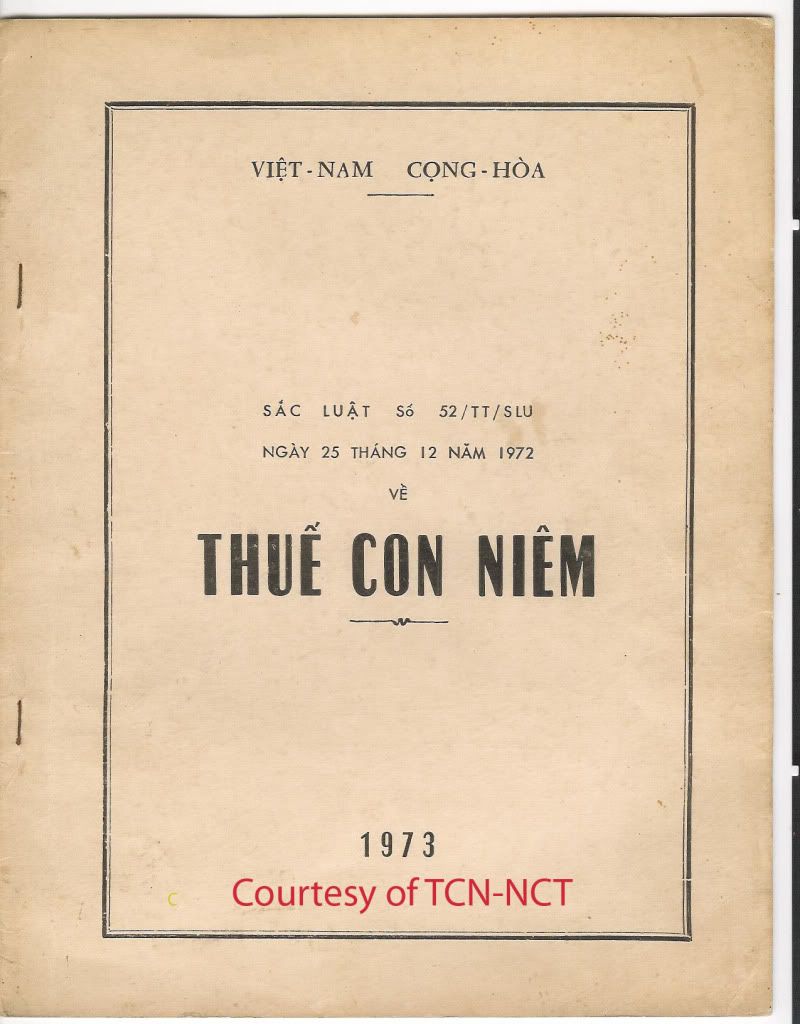 VIỆT-NAM CỌNG-HÒA
SẮC LUẬT Số 52/TT/SLU
NGÀY 25 THÁNG 12 NĂM 1972
VỀ
THUẾ CON NIÊM
1973
C Courtesy of TCN-NCT